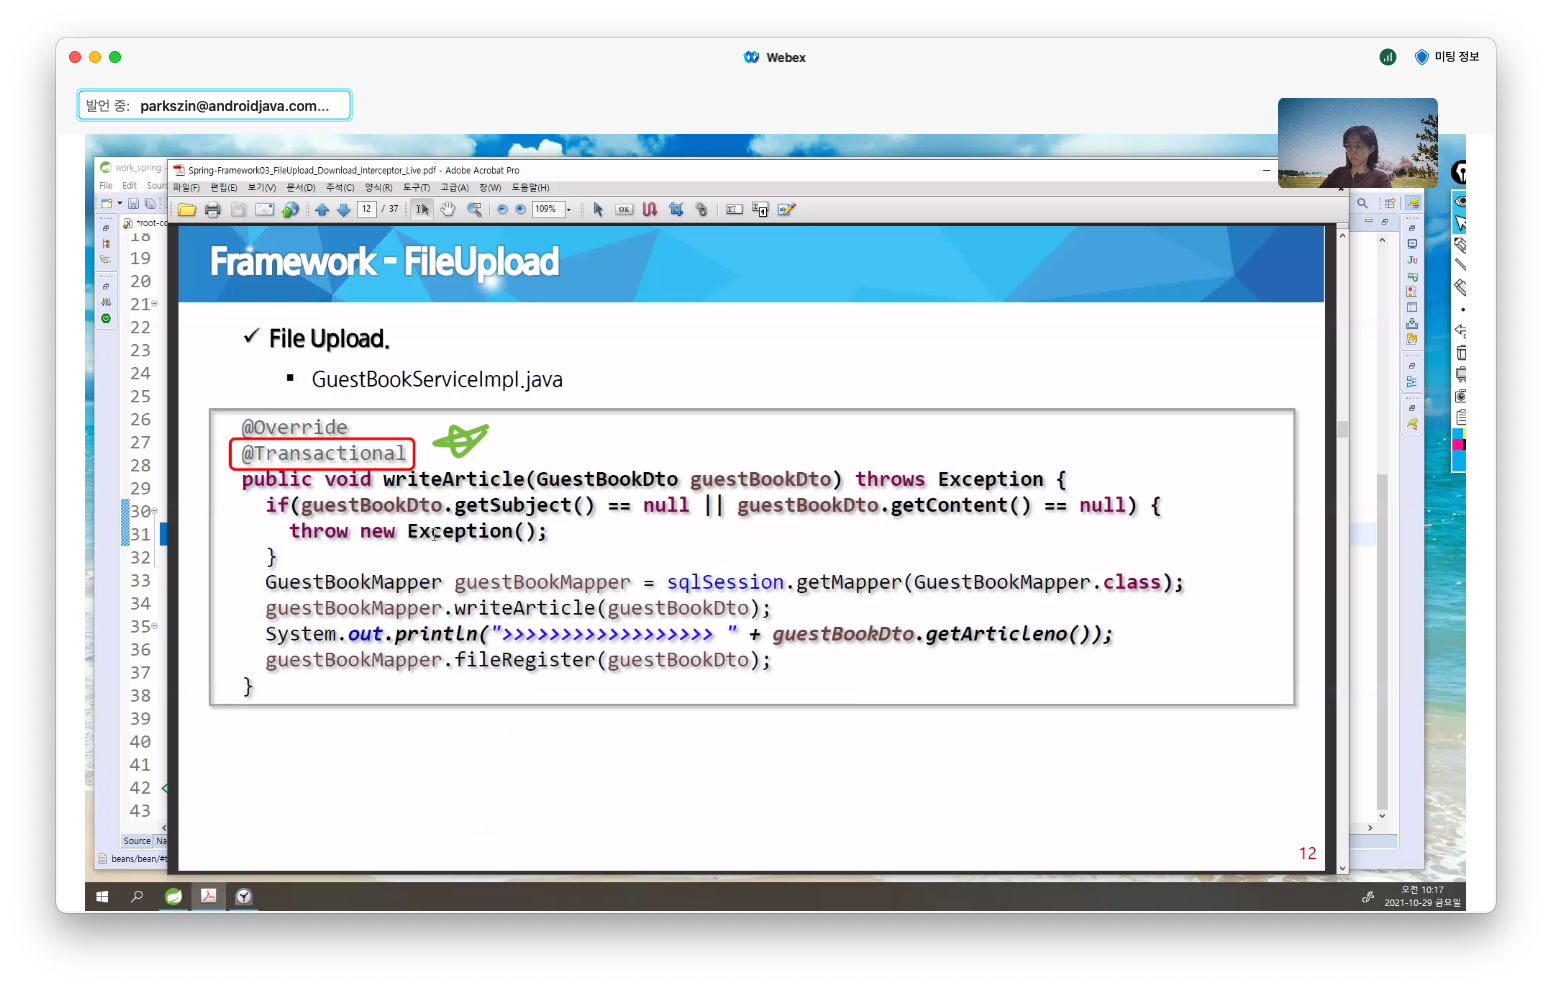 Webex
미팅 정보
발언 중: parkszin@androidjava.com...
work_spring -
Spring-Framework03_FileUpload_Download_Interceptor_Live.pdf - Adobe Acrobat Pro
File Edit Sourc
파일(F) 편집(E) 보기(V) 문서(D) 주석(C) 양식(R) 도구(T) 고급(A) 창(W) 도움말(H)
12 / 37
OK
109%
*root-co
18
19
20
21
22
23
24
25
26
27
28
29
30
31
32
33
34
35
36
37
38
39
40
41
42
43
Framework - FileUpload
File Upload.
GuestBookServiceImpl.java
@Override
@Transactional
public void writeArticle(GuestBookDto guestBookDto) throws Exception {
if(guestBookDto.getSubject() == null || guestBookDto.getContent() == null) {
throw new Exception();
}
GuestBookMapper guestBookMapper = sqlSession.getMapper(GuestBookMapper.class);
guestBookMapper.writeArticle(guestBookDto);
System.out.println(">>>>>>>>>>>>>>>>>> " + guestBookDto.getArticleno());
guestBookMapper.fileRegister(guestBookDto);
}
12
Source Na
beans/bean/#t
오전 10:17
2021-10-29 금요일